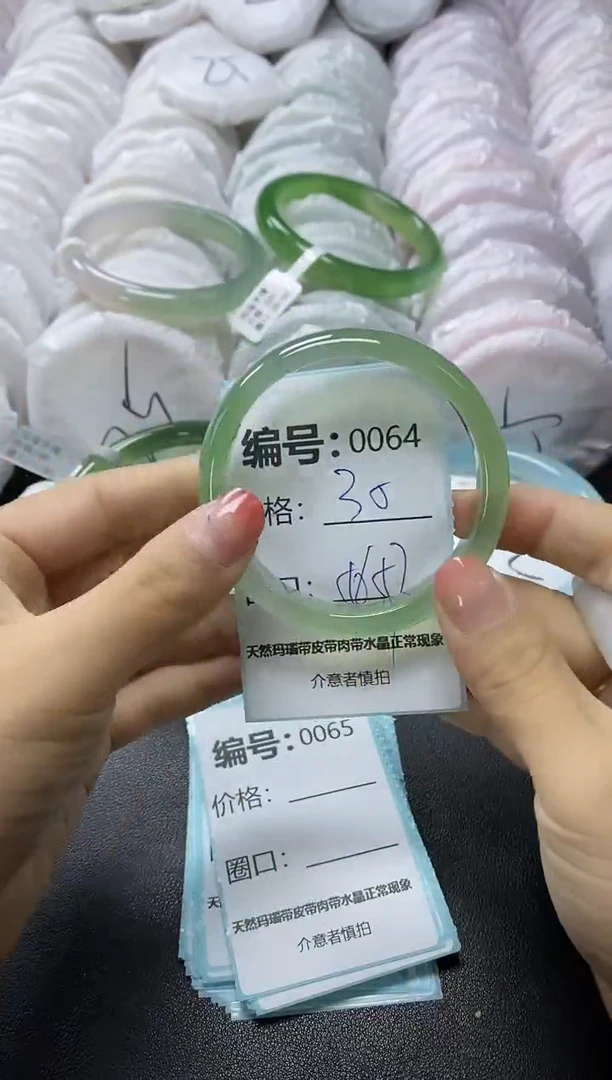 编号：0064
格： 30
口：
天然玛瑙带皮带肉带水晶正常现象
介意者慎拍
编号：0065
价格：
圈口：
天然玛瑙带皮带肉带水晶正常现象
介意者慎拍